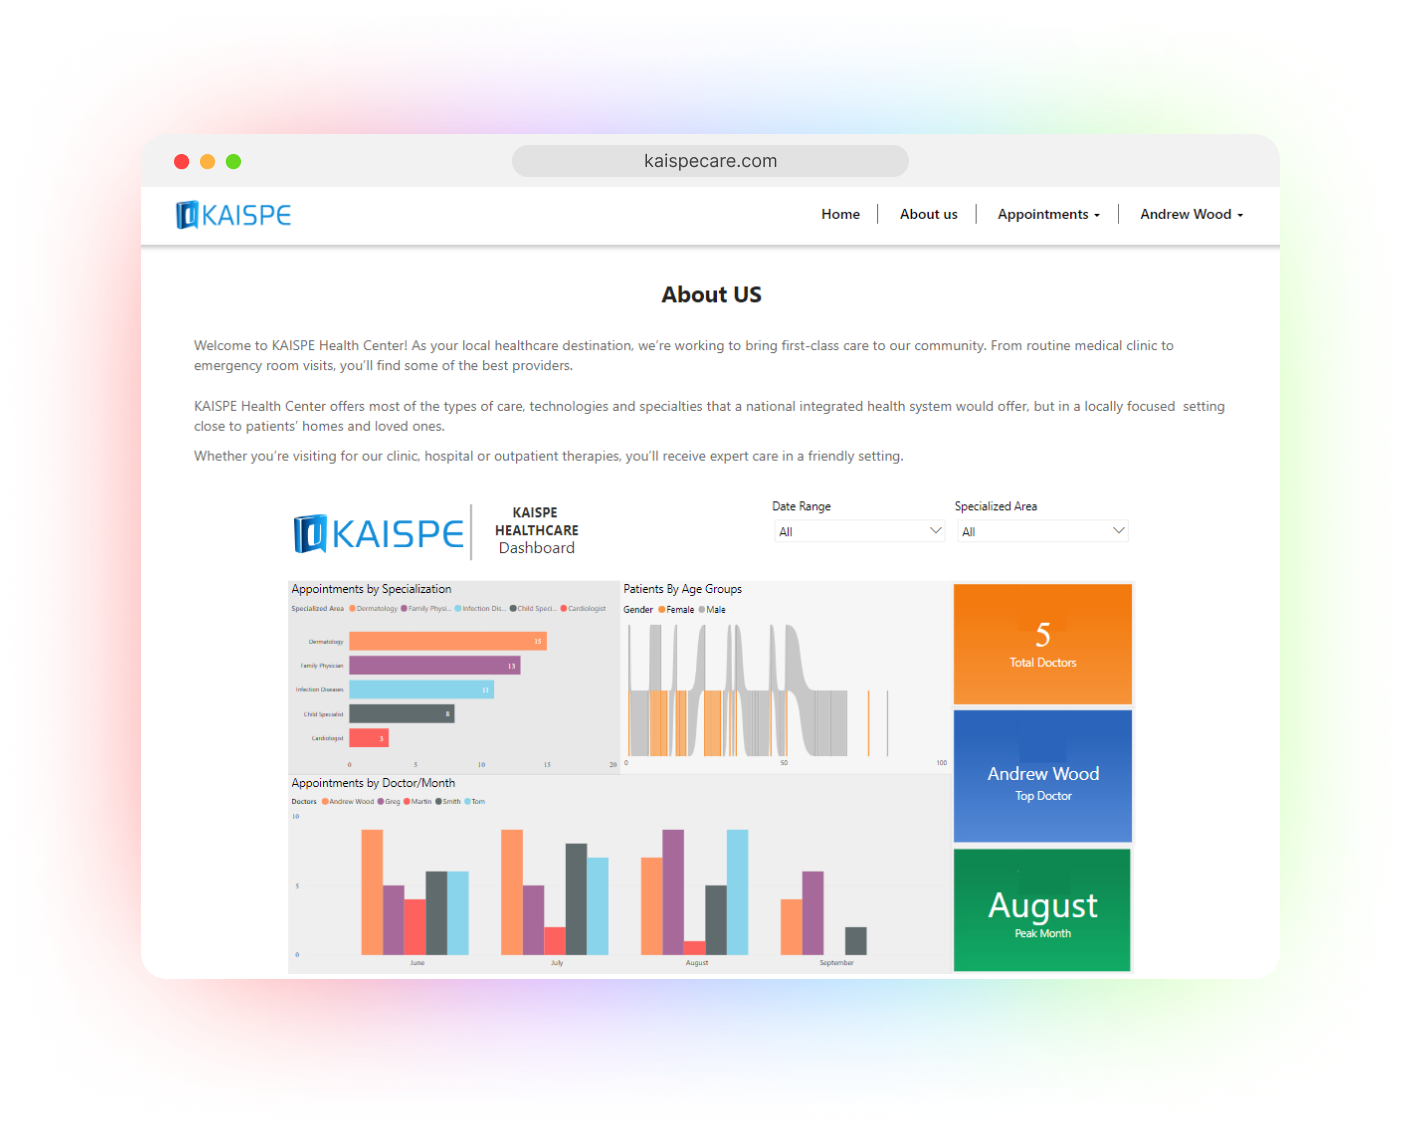 kaispecare.com
KAISPE
Home
About us
Appointments
Andrew Wood
About US
Welcome to KAISPE Health Center! As your local healthcare destination, we're working to bring first-class care to our community. From routine medical clinic to
emergency room visits, you'll find some of the best providers.
KAISPE Health Center offers most of the types of care, technologies and specialties that a national integrated health system would offer, but in a locally focused setting
close to patients' homes and loved ones.
Whether you're visiting for our clinic, hospital or outpatient therapies, you'll receive expert care in a friendly setting.
KAISPE
KAISPE
HEALTHCARE
Dashboard
Date Range
All
Specialized Area
All
Appointments by Specialization
Specialized Area Dermatology Family Physi... Infection Dis... Child Speci... Cardiologist
Dermatology 15
Family Physician 13
Infection Diseases 11
Child Specialist 8
Cardiologist 3
0 5 10 15 20
Patients By Age Groups
Gender Female Male
0 50 100
5
Total Doctors
Andrew Wood
Top Doctor
August
Peak Month
Appointments by Doctor/Month
Doctors Andrew Wood Greg Martin Smith Tom
10
5
0
June July August September